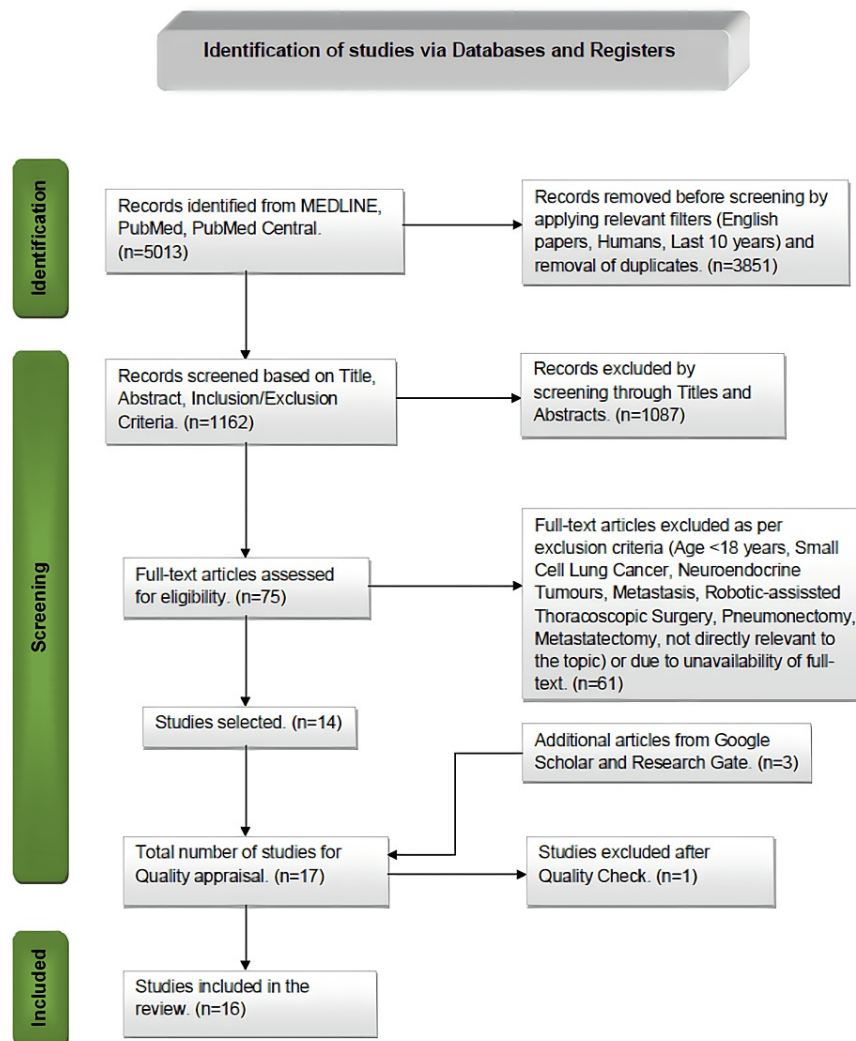 Identification of studies via Databases and Registers
Identification
Records identified from MEDLINE,
PubMed, PubMed Central.
(n=5013)
Records removed before screening by
applying relevant filters (English
papers, Humans, Last 10 years) and
removal of duplicates. (n=3851)
Screening
Records screened based on Title,
Abstract, Inclusion/Exclusion
Criteria. (n=1162)
Records excluded by
screening through Titles and
Abstracts. (n=1087)
Full-text articles assessed
for eligibility. (n=75)
Full-text articles excluded as per
exclusion criteria (Age <18 years, Small
Cell Lung Cancer, Neuroendocrine
Tumours, Metastasis, Robotic-assissted
Thoracoscopic Surgery, Pneumonectomy,
Metastatectomy, not directly relevant to
the topic) or due to unavailability of full-
text. (n=61)
Studies selected. (n=14)
Additional articles from Google
Scholar and Research Gate. (n=3)
Total number of studies for
Quality appraisal. (n=17)
Studies excluded after
Quality Check. (n=1)
Included
Studies included in the
review. (n=16)